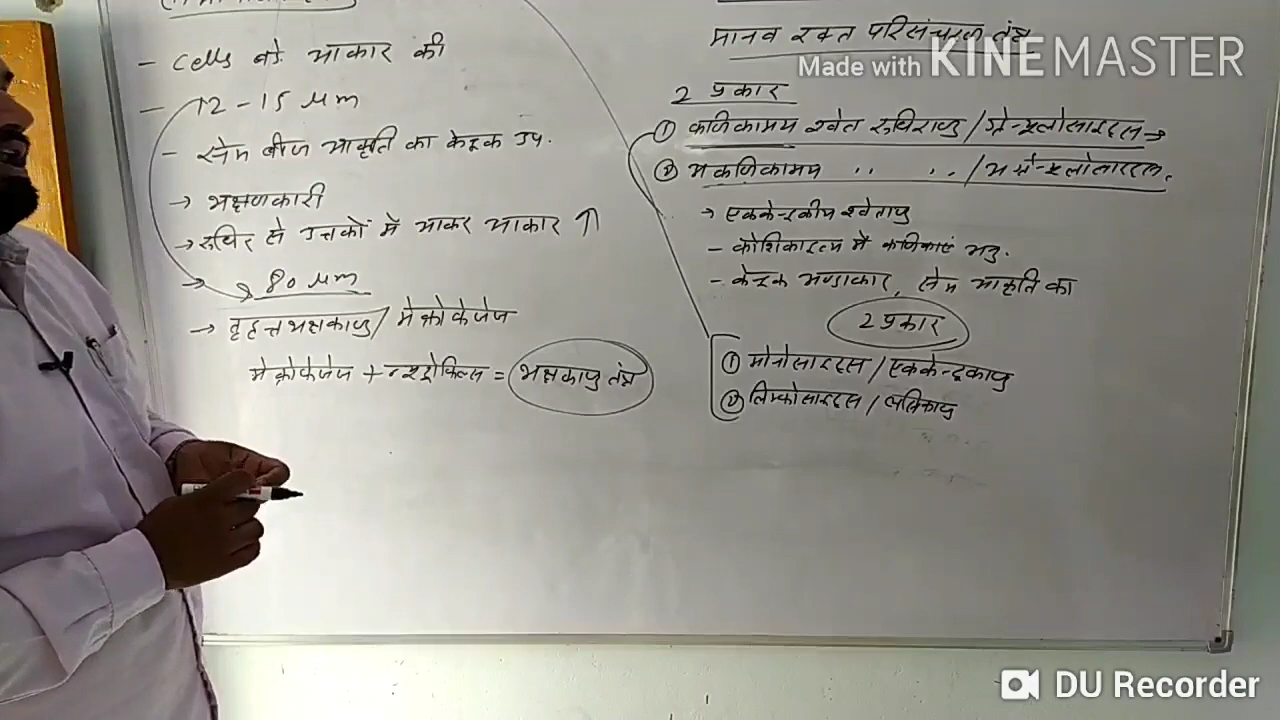 - Cells बड़े आकार की
- 12-15 μm
- सेम बीज आकृति का केन्द्रक उप.
→ भक्षणकारी
→ रुधिर से ऊतकों में आकर आकार ↑
→ 80 μm
→ वृहत्त भक्षकाणु/मेक्रोफेजेज
मेक्रोफेजेज + न्यूट्रोफिल्स = भक्षकाणु तंत्र
मानव रक्त परिसंचरण तंत्र
2 प्रकार
① कणिकामय श्वेत रुधिराणु/ग्रेन्यूलोसाइट्स →
② अकणिकामय .. ../अग्रेन्यूलोसाइट्स.
→ एककेन्द्रकीय श्वेताणु
- कोशिकाद्रव्य में कणिकाएं अनु.
- केन्द्रक अण्डाकार, सेम आकृति का
2 प्रकार
① मोनोसाइट्स/एककेन्द्रकाणु
② लिम्फोसाइट्स/लसिकाणु
Made with KINEMASTER
DU Recorder